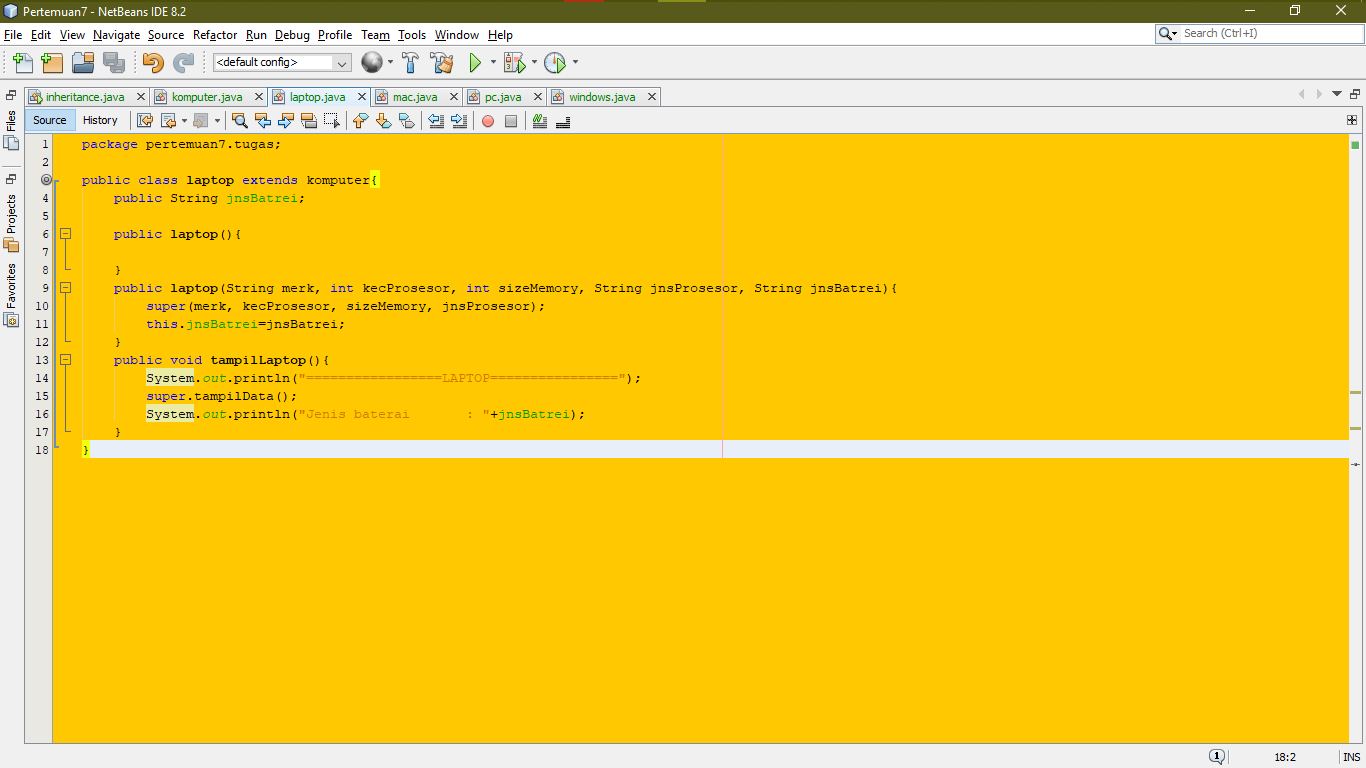 Pertemuan7 - NetBeans IDE 8.2
File Edit View Navigate Source Refactor Run Debug Profile Team Tools Window Help
Search (Ctrl+I)
<default config>
inheritance.java komputer.java laptop.java mac.java pc.java windows.java
Source History
Files
Projects
Favorites
1 package pertemuan7.tugas;
2
public class laptop extends komputer{
4 public String jnsBatrei;
5
6 public laptop(){
7
8 }
9 public laptop(String merk, int kecProsesor, int sizeMemory, String jnsProsesor, String jnsBatrei){
10 super(merk, kecProsesor, sizeMemory, jnsProsesor);
11 this.jnsBatrei=jnsBatrei;
12 }
13 public void tampilLaptop(){
14 System.out.println("=================LAPTOP================");
15 super.tampilData();
16 System.out.println("Jenis baterai       : "+jnsBatrei);
17 }
18 }
1 18:2 INS